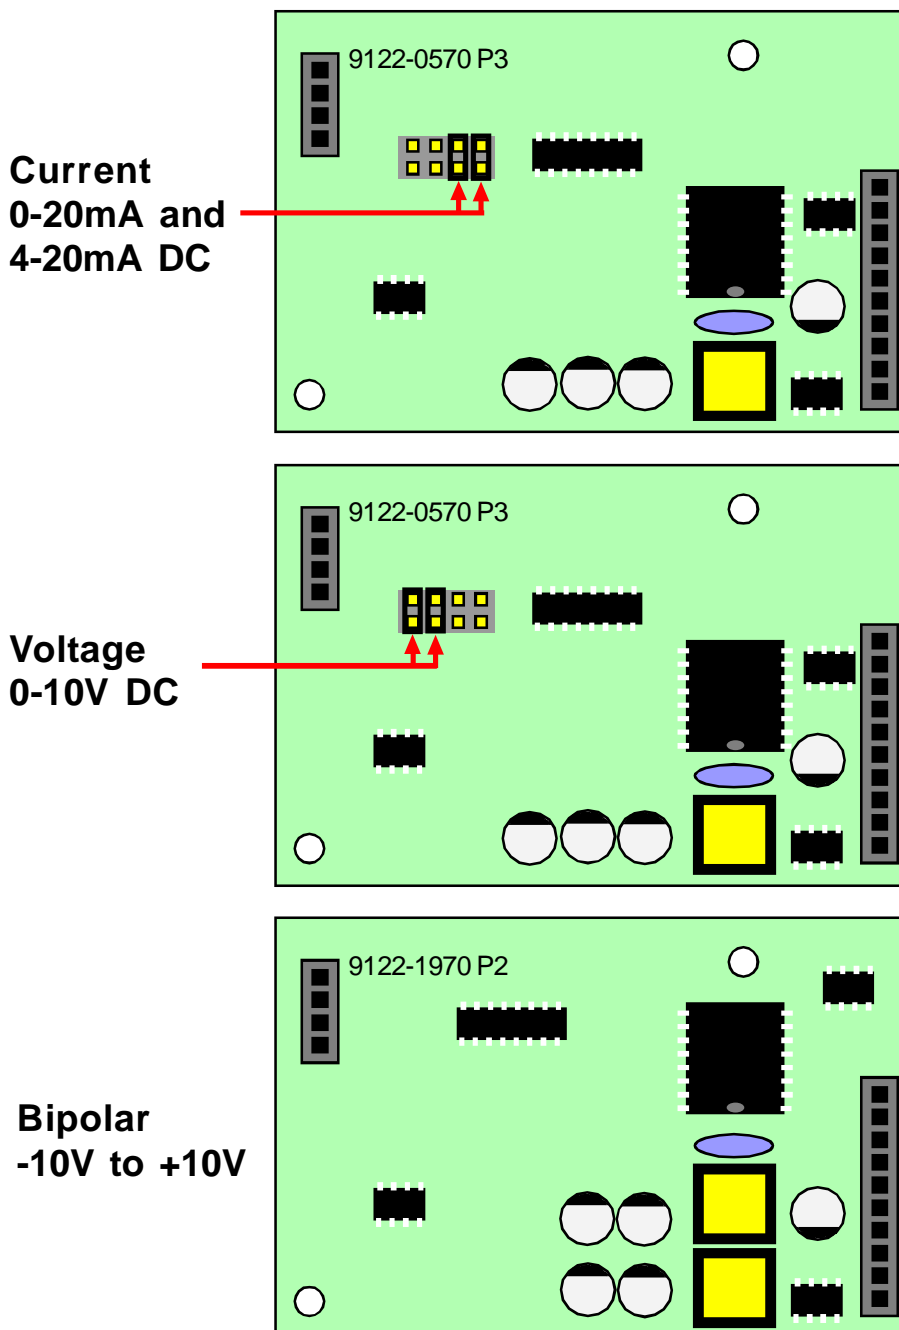 9122-0570 P3
Current
0-20mA and
4-20mA DC
9122-0570 P3
Voltage
0-10V DC
9122-1970 P2
Bipolar
-10V to +10V